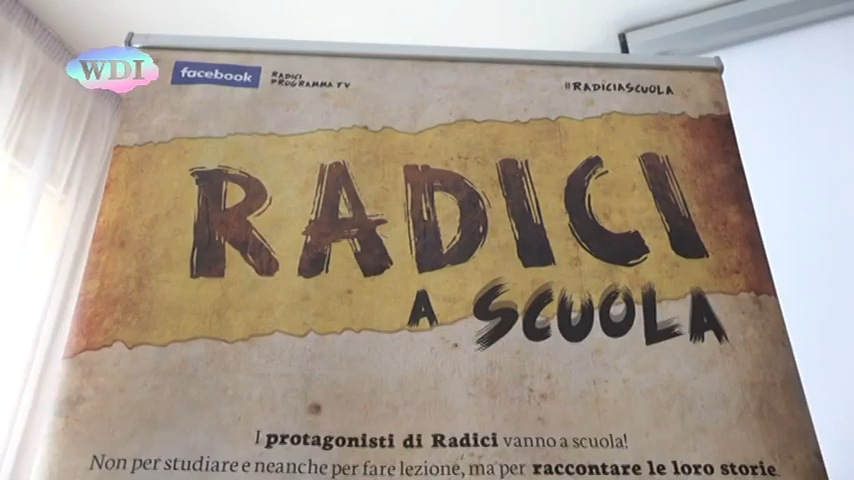 WDI
facebook
RADICI
PROGRAMMA TV
#RADICIASCUOLA
RADICI
A SCUOLA
I protagonisti di Radici vanno a scuola!
Non per studiare e neanche per fare lezione, ma per raccontare le loro storie.